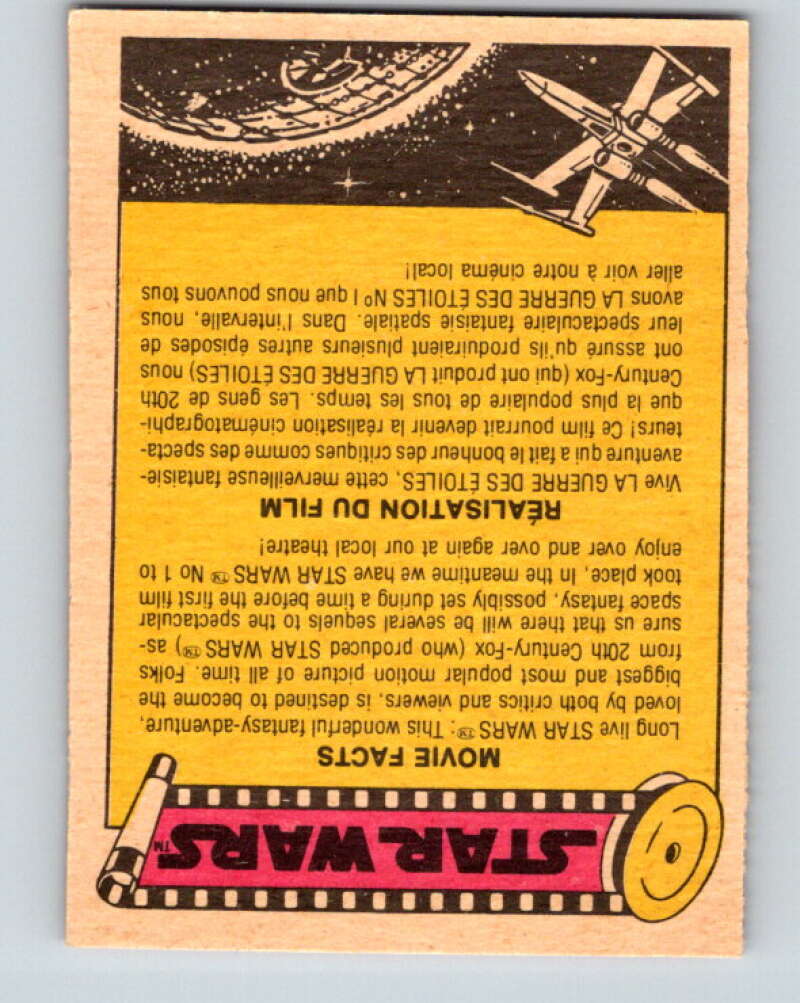 STAR WARS™
MOVIE FACTS
Long live STAR WARS™: This wonderful fantasy-adventure,
loved by both critics and viewers, is destined to become the
biggest and most popular motion picture of all time. Folks
from 20th Century-Fox (who produced STAR WARS™) as-
sure us that there will be several sequels to the spectacular
space fantasy, possibly set during a time before the first film
took place, In the meantime we have STAR WARS™ No 1 to
enjoy over and over again at our local theatre!
RÉALISATION DU FILM
Vive LA GUERRE DES ÉTOILES, cette merveilleuse fantaisie-
aventure qui a fait le bonheur des critiques comme des specta-
teurs! Ce film pourrait devenir la réalisation cinématographi-
que la plus populaire de tous les temps. Les gens de 20th
Century-Fox (qui ont produit LA GUERRE DES ÉTOILES) nous
ont assuré qu'ils produiraient plusieurs autres épisodes de
leur spectaculaire fantaisie spatiale. Dans l'intervalle, nous
avons LA GUERRE DES ÉTOILES Nº I que nous pouvons tous
aller voir à notre cinéma local!